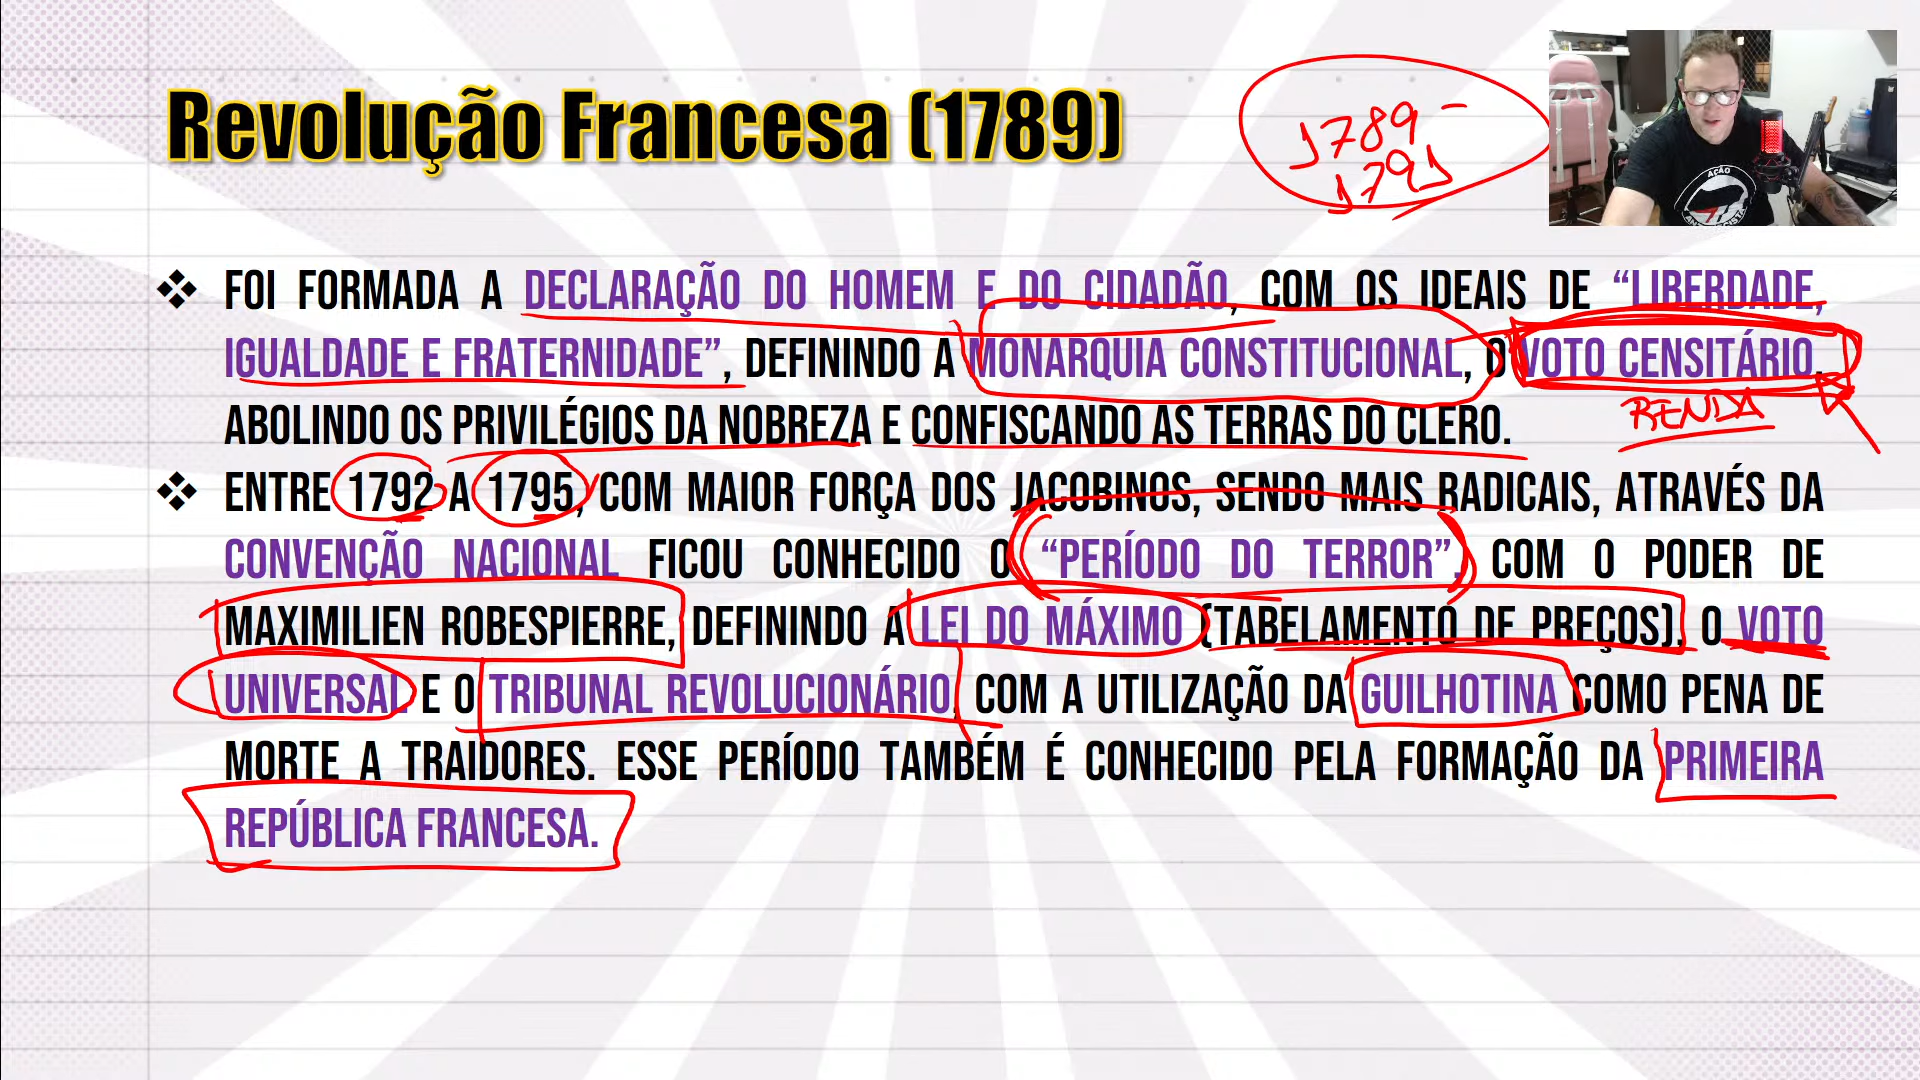 Revolução Francesa (1789)
1789 -
1791
AÇÃO
FOI FORMADA A DECLARAÇÃO DO HOMEM E DO CIDADÃO, COM OS IDEAIS DE “LIBERDADE,
IGUALDADE E FRATERNIDADE”, DEFININDO A MONARQUIA CONSTITUCIONAL, O VOTO CENSITÁRIO,
RENDA
ABOLINDO OS PRIVILÉGIOS DA NOBREZA E CONFISCANDO AS TERRAS DO CLERO.
ENTRE 1792 A 1795, COM MAIOR FORÇA DOS JACOBINOS, SENDO MAIS RADICAIS, ATRAVÉS DA
CONVENÇÃO NACIONAL FICOU CONHECIDO O “PERÍODO DO TERROR”, COM O PODER DE
MAXIMILIEN ROBESPIERRE, DEFININDO A LEI DO MÁXIMO (TABELAMENTO DE PREÇOS), O VOTO
UNIVERSAL E O TRIBUNAL REVOLUCIONÁRIO, COM A UTILIZAÇÃO DA GUILHOTINA COMO PENA DE
MORTE A TRAIDORES. ESSE PERÍODO TAMBÉM É CONHECIDO PELA FORMAÇÃO DA PRIMEIRA
REPÚBLICA FRANCESA.